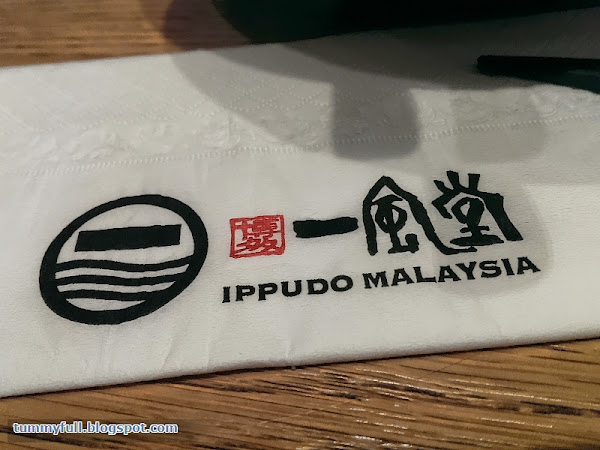 博多 一風堂
IPPUDO MALAYSIA
tummyfull.blogspot.com